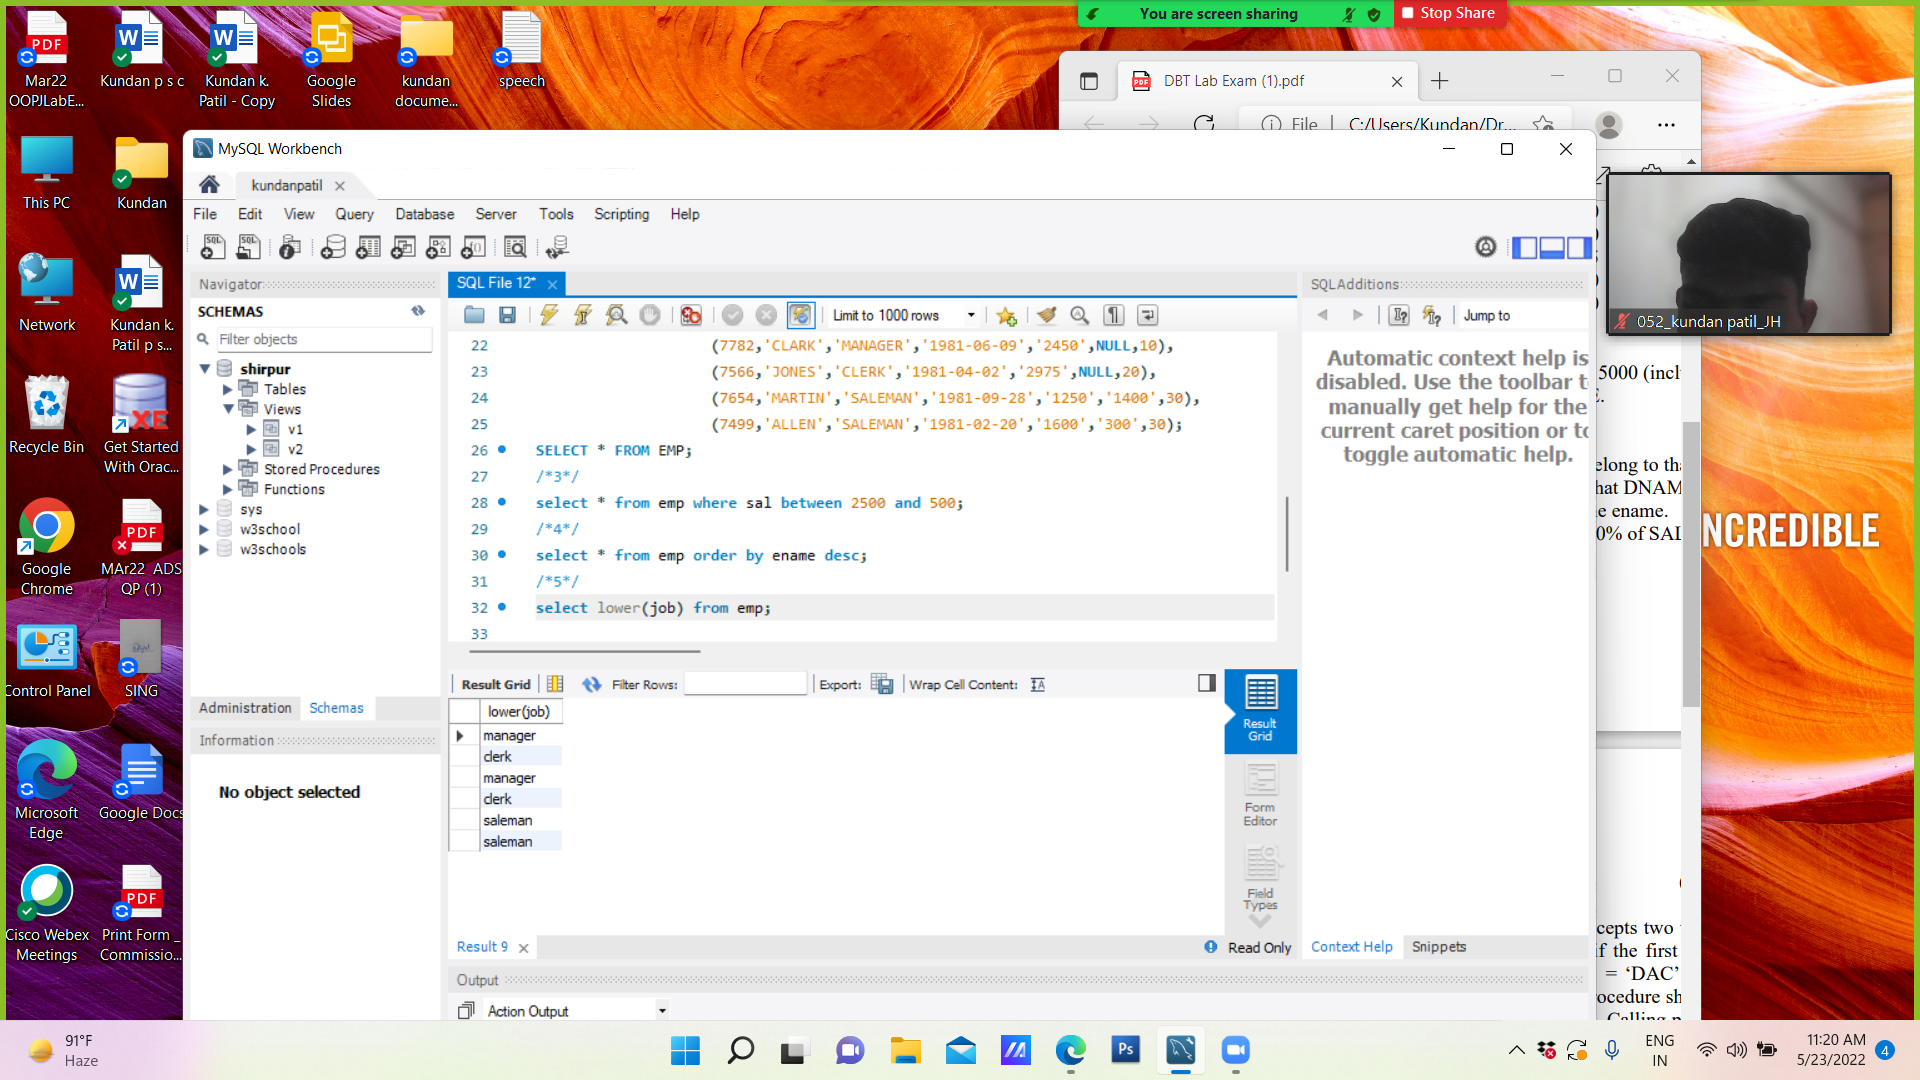 You are screen sharing
Stop Share
Mar22
OOPJLabE...
Kundan p s c
Kundan k.
Patil - Copy
Google
Slides
kundan
docume...
speech
This PC
Kundan
Network
Kundan k.
Patil p s...
Recycle Bin
Get Started
With Orac...
Google
Chrome
MAr22 ADS
QP (1)
Control Panel
SING
Microsoft
Edge
Google Docs
Cisco Webex
Meetings
Print Form _
Commissio...
DBT Lab Exam (1).pdf
File
C:/Users/Kundan/Dr...
MySQL Workbench
kundanpatil
File Edit View Query Database Server Tools Scripting Help
Navigator
SCHEMAS
Filter objects
shirpur
Tables
Views
v1
v2
Stored Procedures
Functions
sys
w3school
w3schools
Administration Schemas
Information
No object selected
SQL File 12*
Limit to 1000 rows
22 (7782,'CLARK','MANAGER','1981-06-09','2450',NULL,10),
23 (7566,'JONES','CLERK','1981-04-02','2975',NULL,20),
24 (7654,'MARTIN','SALEMAN','1981-09-28','1250','1400',30),
25 (7499,'ALLEN','SALEMAN','1981-02-20','1600','300',30);
26 SELECT * FROM EMP;
27 /*3*/
28 select * from emp where sal between 2500 and 500;
29 /*4*/
30 select * from emp order by ename desc;
31 /*5*/
32 select lower(job) from emp;
33
Result Grid Filter Rows: Export: Wrap Cell Content:
lower(job)
manager
clerk
manager
clerk
saleman
saleman
Result
Grid
Form
Editor
Field
Types
Result 9
Read Only
Output
Action Output
SQLAdditions
Jump to
Automatic context help is
disabled. Use the toolbar to
manually get help for the
current caret position or to
toggle automatic help.
Context Help Snippets
052_kundan patil_JH
5000 (incl
E.
elong to tha
hat DNAM
e ename.
0% of SAL
cepts two
if the first
= ‘DAC’
ocedure sh
Calling p
NCREDIBLE
91°F
Haze
Ps
ENG
IN
11:20 AM
5/23/2022
4